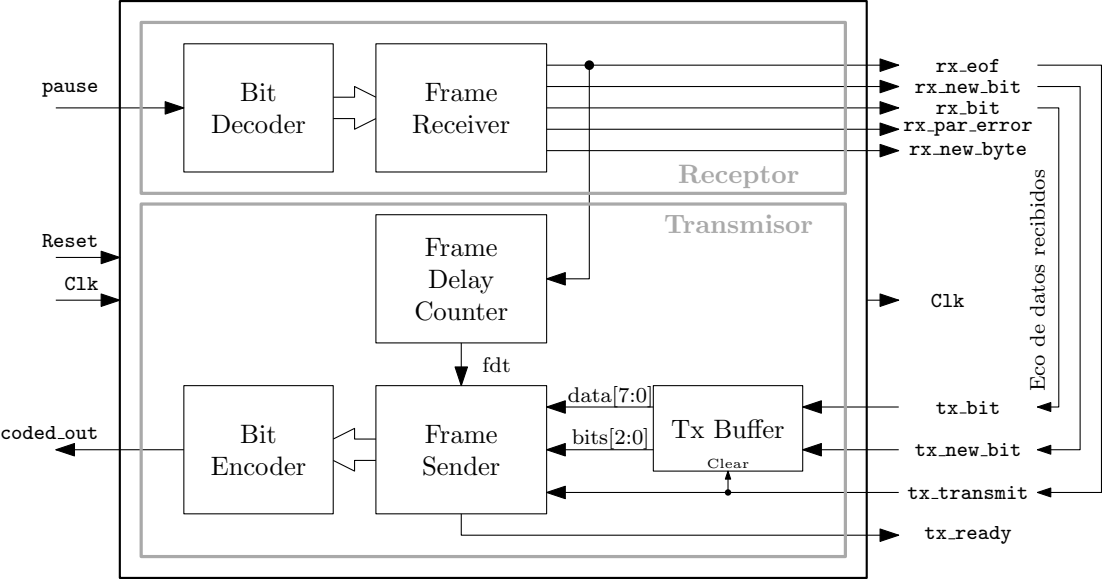 pause
Bit
Decoder
Frame
Receiver
rx_eof
rx_new_bit
rx_bit
rx_par_error
rx_new_byte
Receptor
Transmisor
Reset
Clk
Frame
Delay
Counter
Clk
Eco de datos recibidos
fdt
coded_out
Bit
Encoder
Frame
Sender
data[7:0]
bits[2:0]
Tx Buffer
Clear
tx_bit
tx_new_bit
tx_transmit
tx_ready